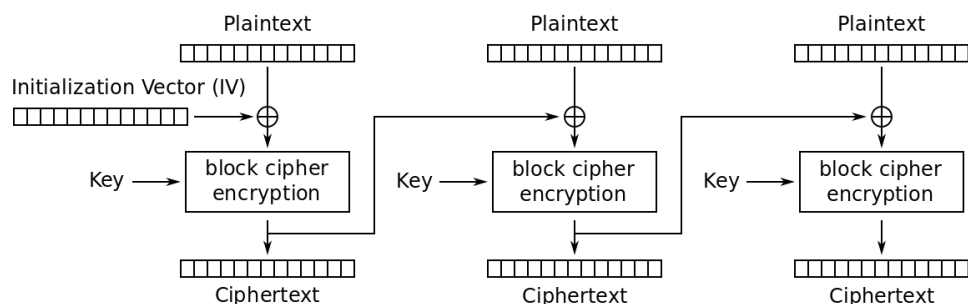 Plaintext
Plaintext
Plaintext
Initialization Vector (IV)
Key
block cipher
encryption
Key
block cipher
encryption
Key
block cipher
encryption
Ciphertext
Ciphertext
Ciphertext